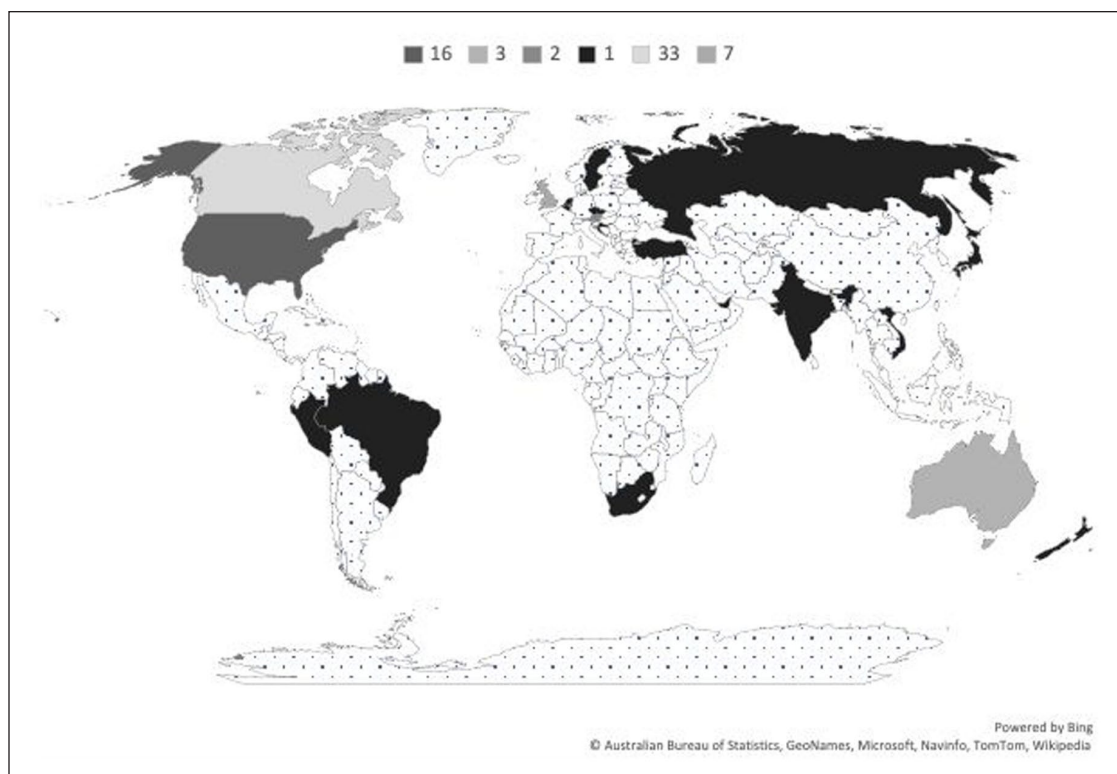 16 3 2 1 33 7
Powered by Bing
© Australian Bureau of Statistics, GeoNames, Microsoft, Navinfo, TomTom, Wikipedia